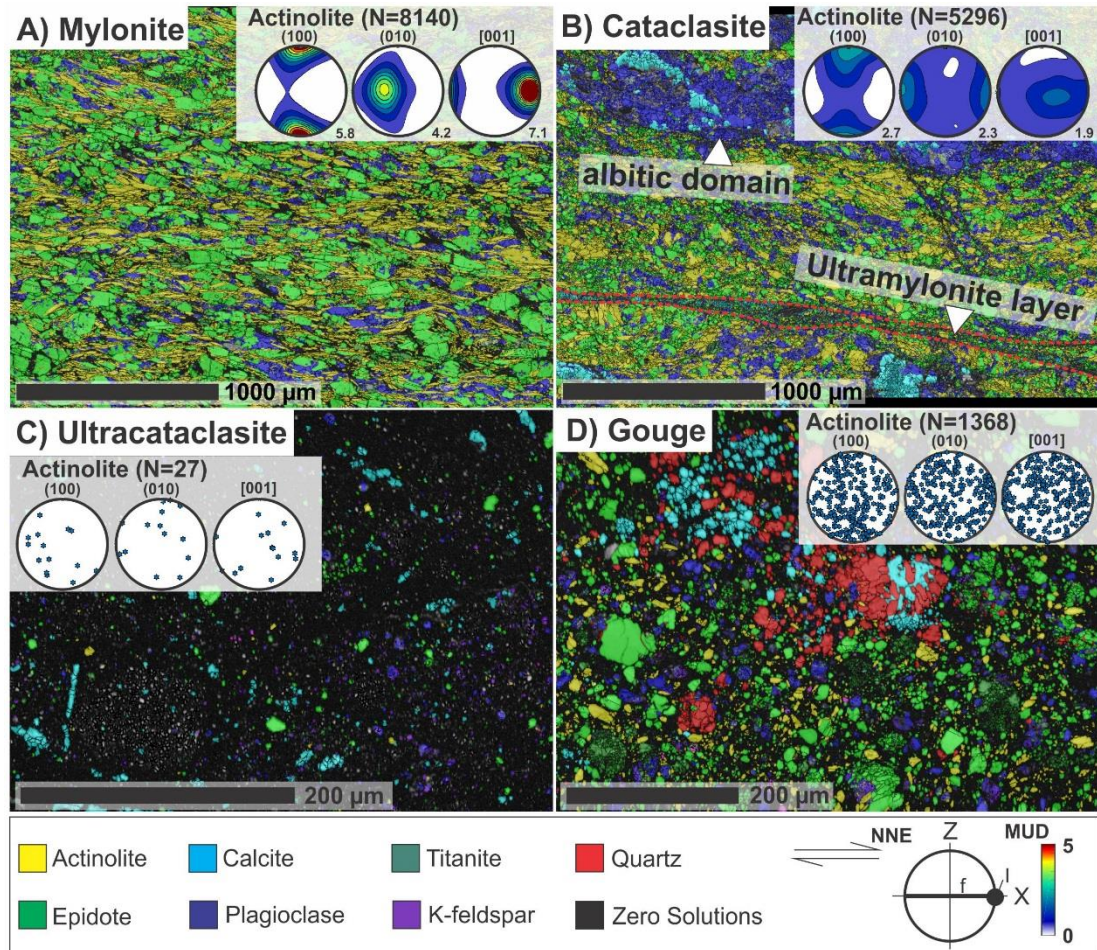 A) Mylonite
Actinolite (N=8140)
(100) (010) [001]
5.8 4.2 7.1
1000 µm
B) Cataclasite
Actinolite (N=5296)
(100) (010) [001]
2.7 2.3 1.9
albitic domain
Ultramylonite layer
1000 µm
C) Ultracataclasite
Actinolite (N=27)
(100) (010) [001]
200 µm
D) Gouge
Actinolite (N=1368)
(100) (010) [001]
200 µm
Actinolite Calcite Titanite Quartz
Epidote Plagioclase K-fespar Zero Solutions
NNE Z MUD
5
f l X
0